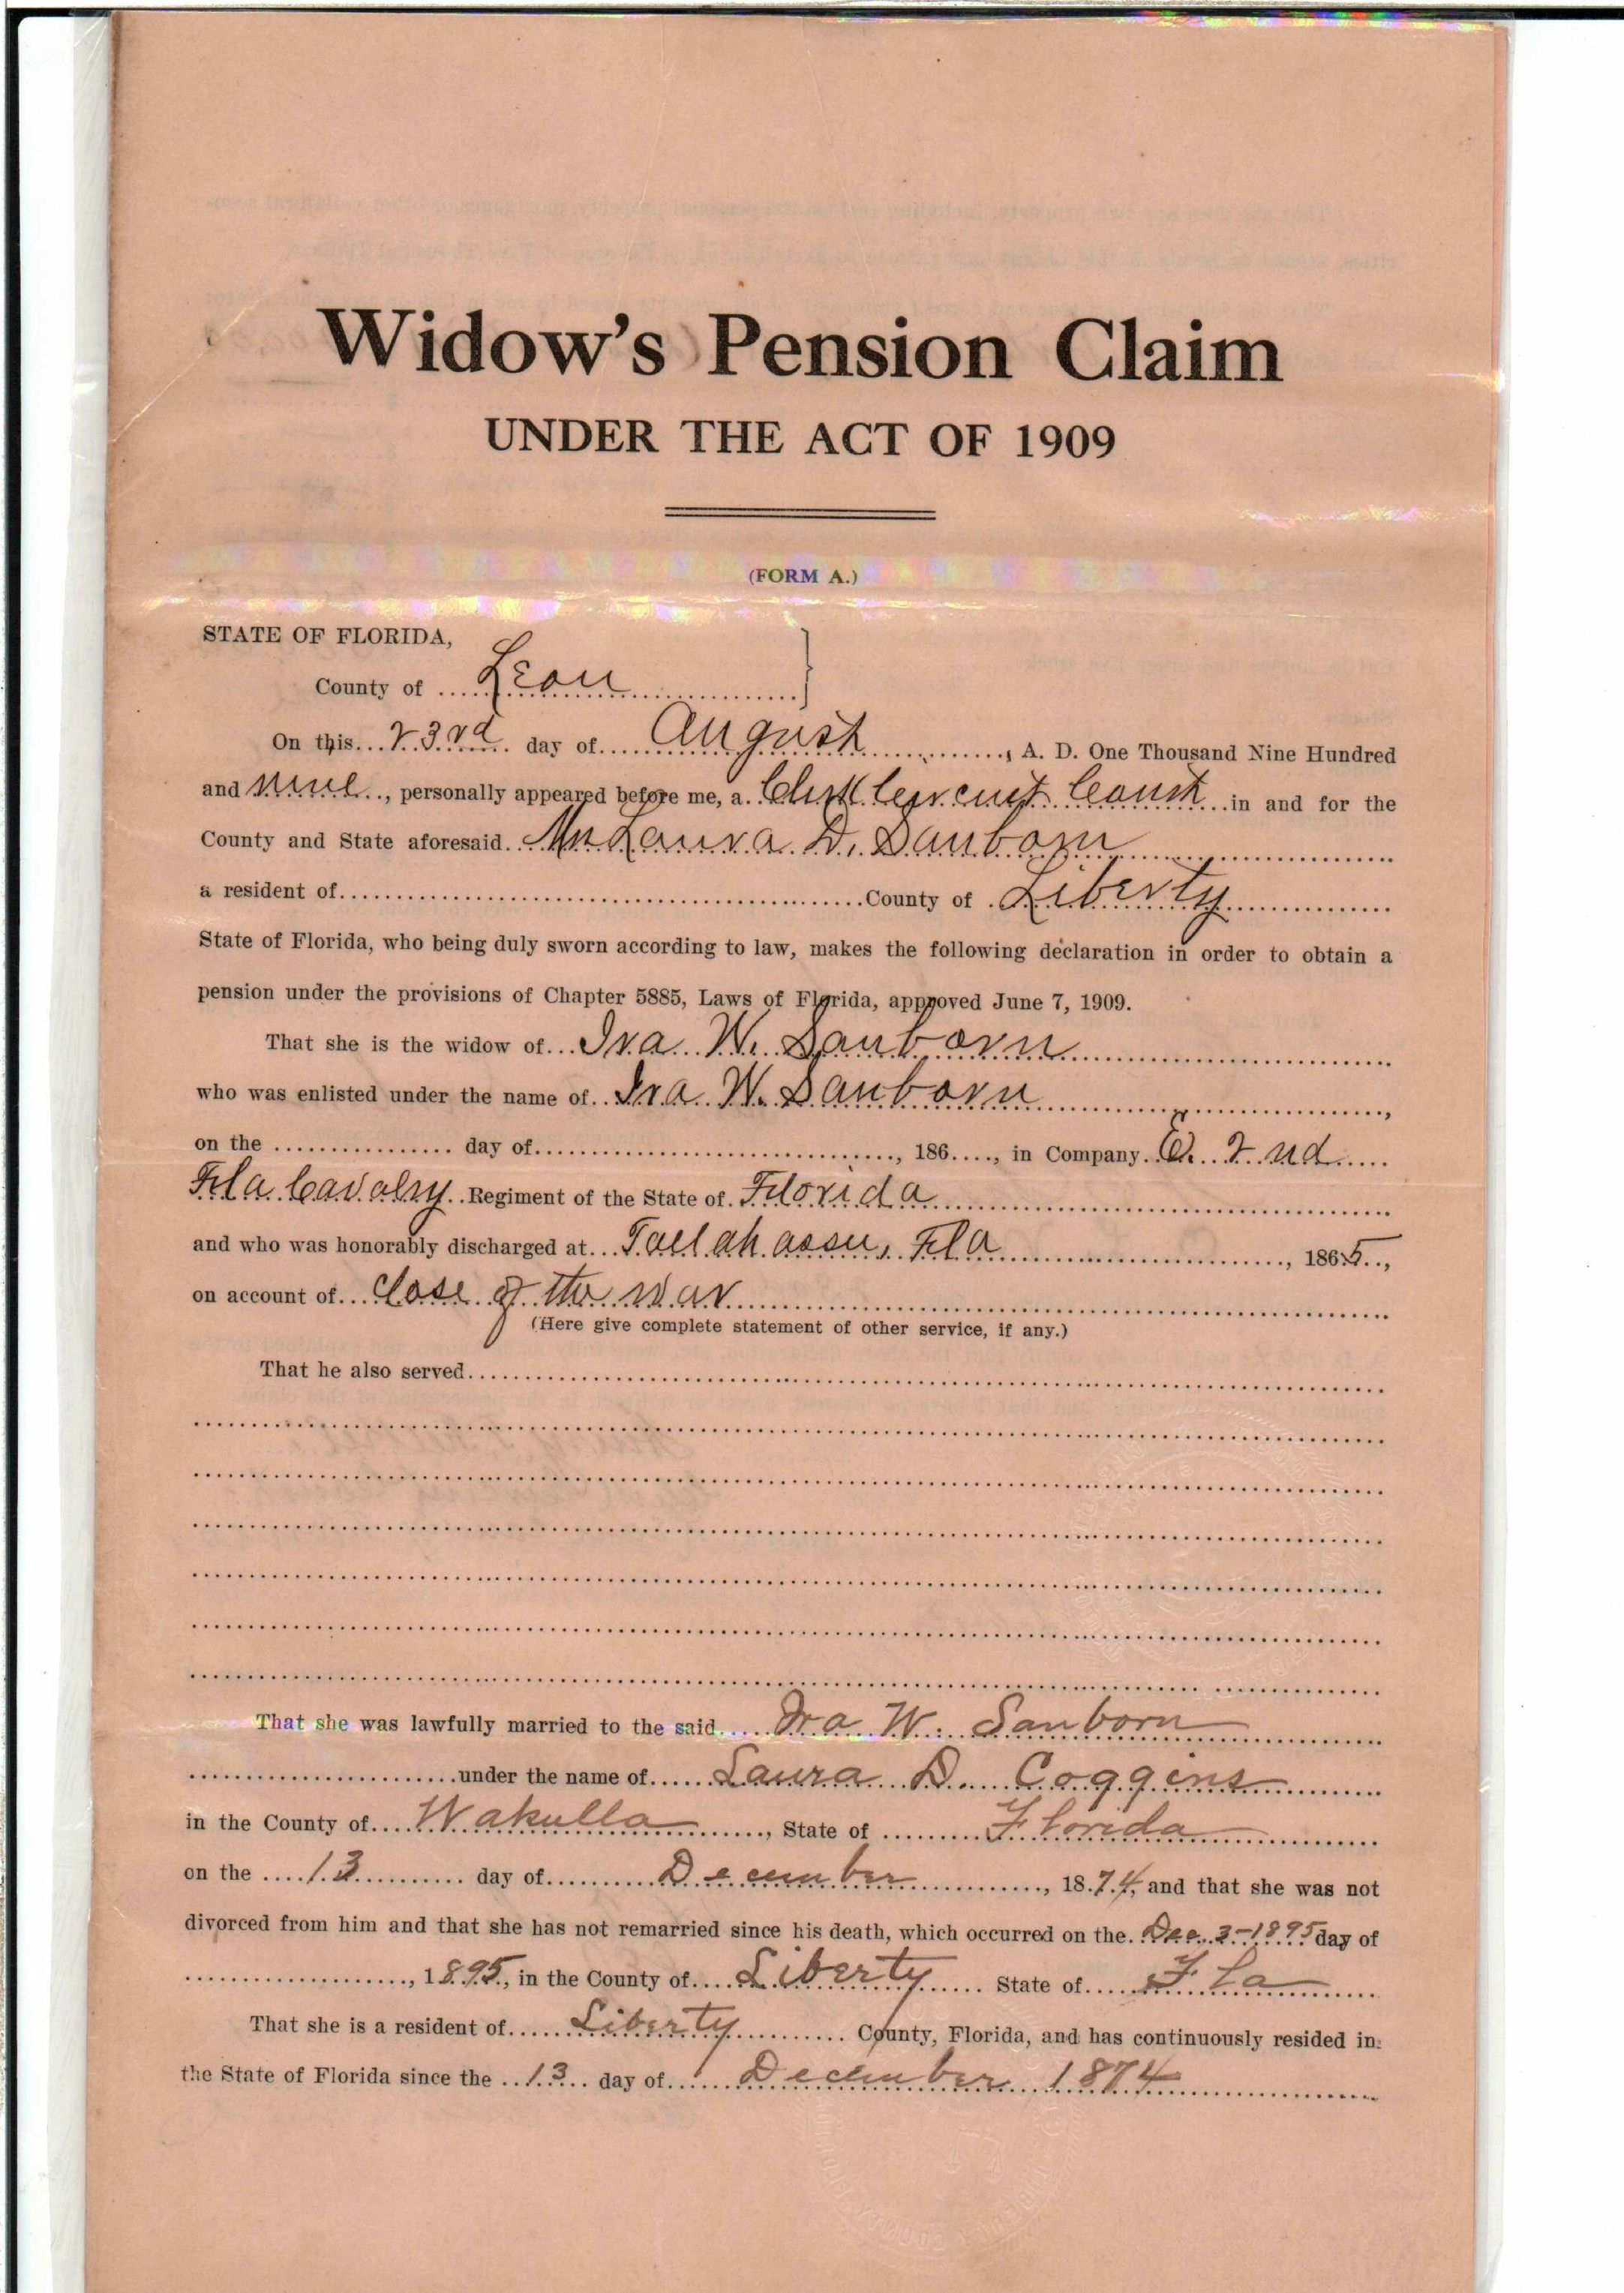 Widow's Pension Claim
UNDER THE ACT OF 1909
(FORM A.)
STATE OF FLORIDA,
County of Leon
On this 23rd day of August, A. D. One Thousand Nine Hundred
and nine, personally appeared before me, a Clerk Circuit Court in and for the
County and State aforesaid Mrs Laura D. Sanborn
a resident of County of Liberty
State of Florida, who being duly sworn according to law, makes the following declaration in order to obtain a
pension under the provisions of Chapter 5885, Laws of Florida, approved June 7, 1909.
That she is the widow of Ira W. Sanborn
who was enlisted under the name of Ira W. Sanborn,
on the day of, 186, in Company 2nd
Fla Cavalry Regiment of the State of Florida
and who was honorably discharged at Tallahassee, Fla, 1865,
on account of Close of the war
(Here give complete statement of other service, if any.)
That he also served
That she was lawfully married to the said Ira W. Sanborn
under the name of Laura D. Coggins
in the County of Wakulla, State of Florida
on the 13 day of December, 1874, and that she was not
divorced from him and that she has not remarried since his death, which occurred on the Dec. 3-1895 day of
, 1895, in the County of Liberty State of Fla
That she is a resident of Liberty County, Florida, and has continuously resided in
the State of Florida since the 13 day of December 1874